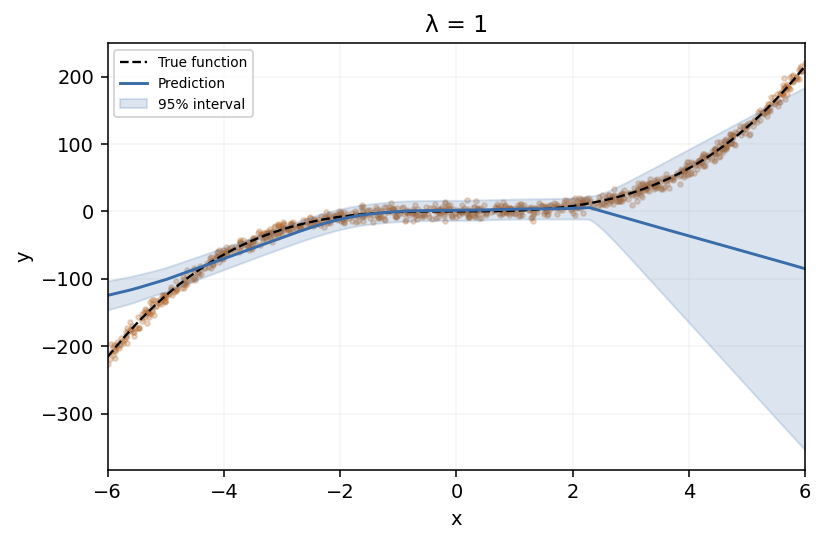 λ = 1
True function
Prediction
95% interval
y
200
100
0
−100
−200
−300
−6
−4
−2
0
2
4
6
x